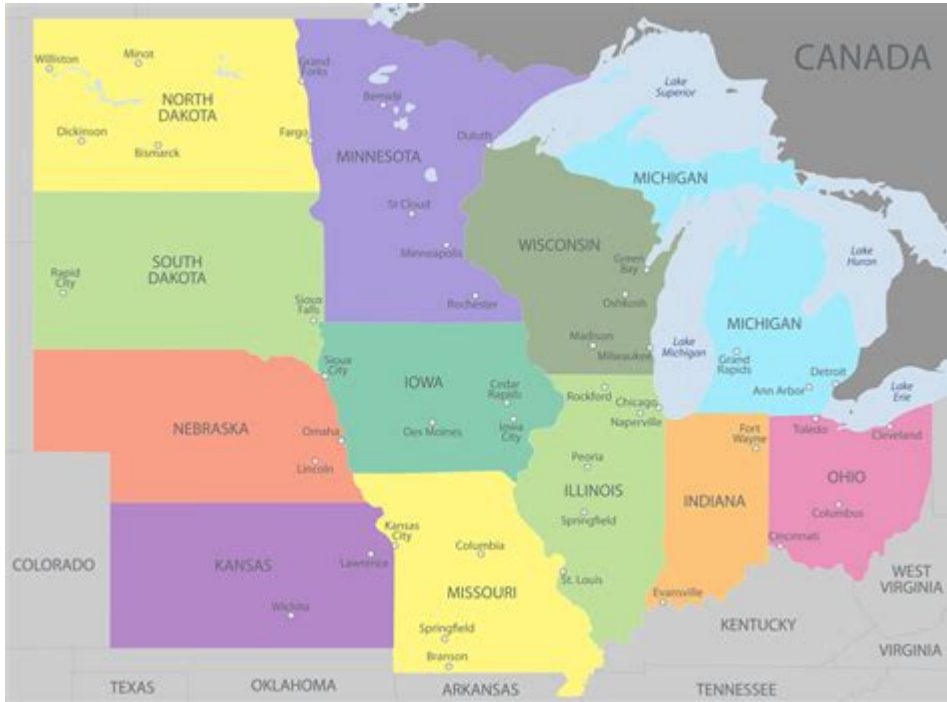 CANADA
Williston
Minot
Grand
Forks
NORTH
DAKOTA
Dickinson
Bismarck
Fargo
Bemidji
Duluth
MINNESOTA
St Cloud
Minneapolis
Rochester
Lake
Superior
MICHIGAN
WISCONSIN
Green
Bay
Oshkosh
Madison
Milwaukee
Lake
Michigan
Lake
Huron
MICHIGAN
Grand
Rapids
Ann Arbor
Detroit
Lake
Erie
SOUTH
DAKOTA
Rapid
City
Sioux
Falls
Sioux
City
IOWA
Cedar
Rapids
Des Moines
Iowa
City
NEBRASKA
Omaha
Lincoln
Rockford
Chicago
Naperville
Peoria
ILLINOIS
Springfield
St. Louis
Fort
Wayne
INDIANA
Evansville
Toledo
Cleveland
OHIO
Columbus
Cincinnati
COLORADO
KANSAS
Kansas
City
Lawrence
Wichita
Columbia
MISSOURI
Springfield
Branson
WEST
VIRGINIA
KENTUCKY
VIRGINIA
TEXAS
OKLAHOMA
ARKANSAS
TENNESSEE